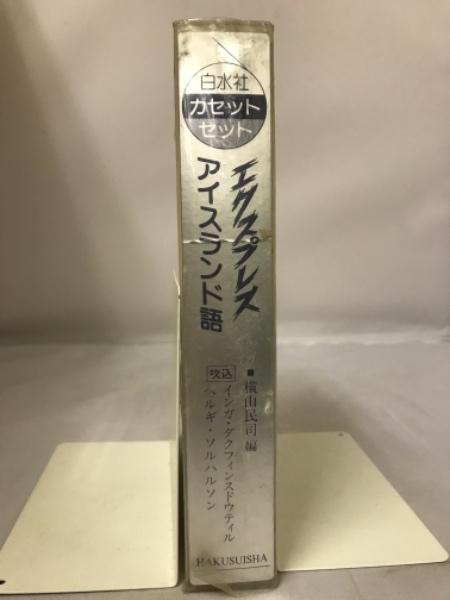 白水社
カセット
セット
エクスプレス
アイスランド語
■横山民司編
吹込
インガ・ダクフィンスドウティル
ヘルギ・ソルハルソン
HAKUSUISHA